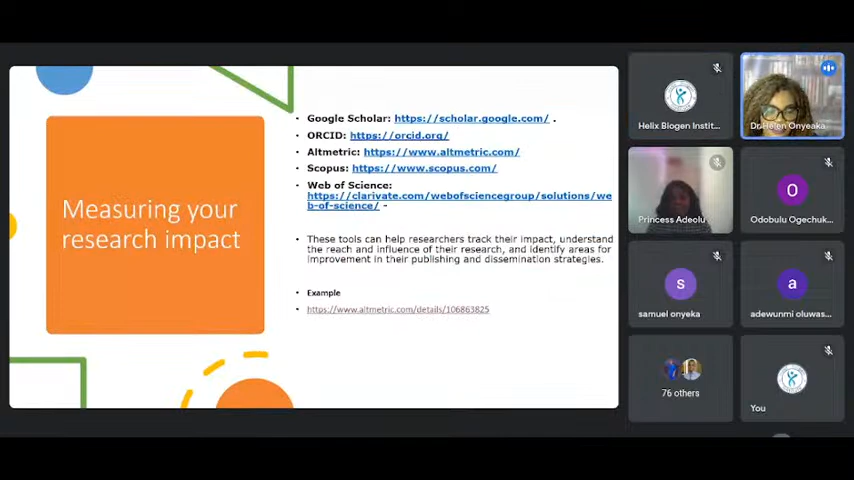 Measuring your
research impact
• Google Scholar: https://scholar.google.com/ .
• ORCID: https://orcid.org/
• Altmetric: https://www.altmetric.com/
• Scopus: https://www.scopus.com/
• Web of Science:
https://clarivate.com/webofsciencegroup/solutions/we
b-of-science/ -
• These tools can help researchers track their impact, understand
the reach and influence of their research, and identify areas for
improvement in their publishing and dissemination strategies.
• Example
• https://www.altmetric.com/details/106863825
Helix Biogen Instit...
Dr Helen Onyeaka
Princess Adeolu
O
Odobulu Ogechuk...
s
samuel onyeka
a
adewunmi oluwas...
76 others
You